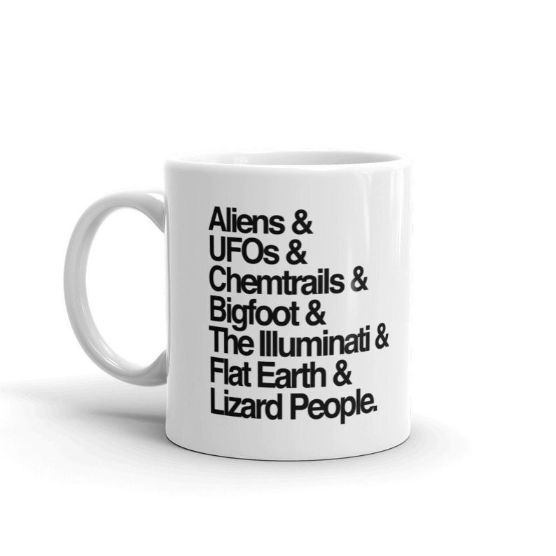 Aliens &
UFOs &
Chemtrails &
Bigfoot &
The Illuminati &
Flat Earth &
Lizard People.